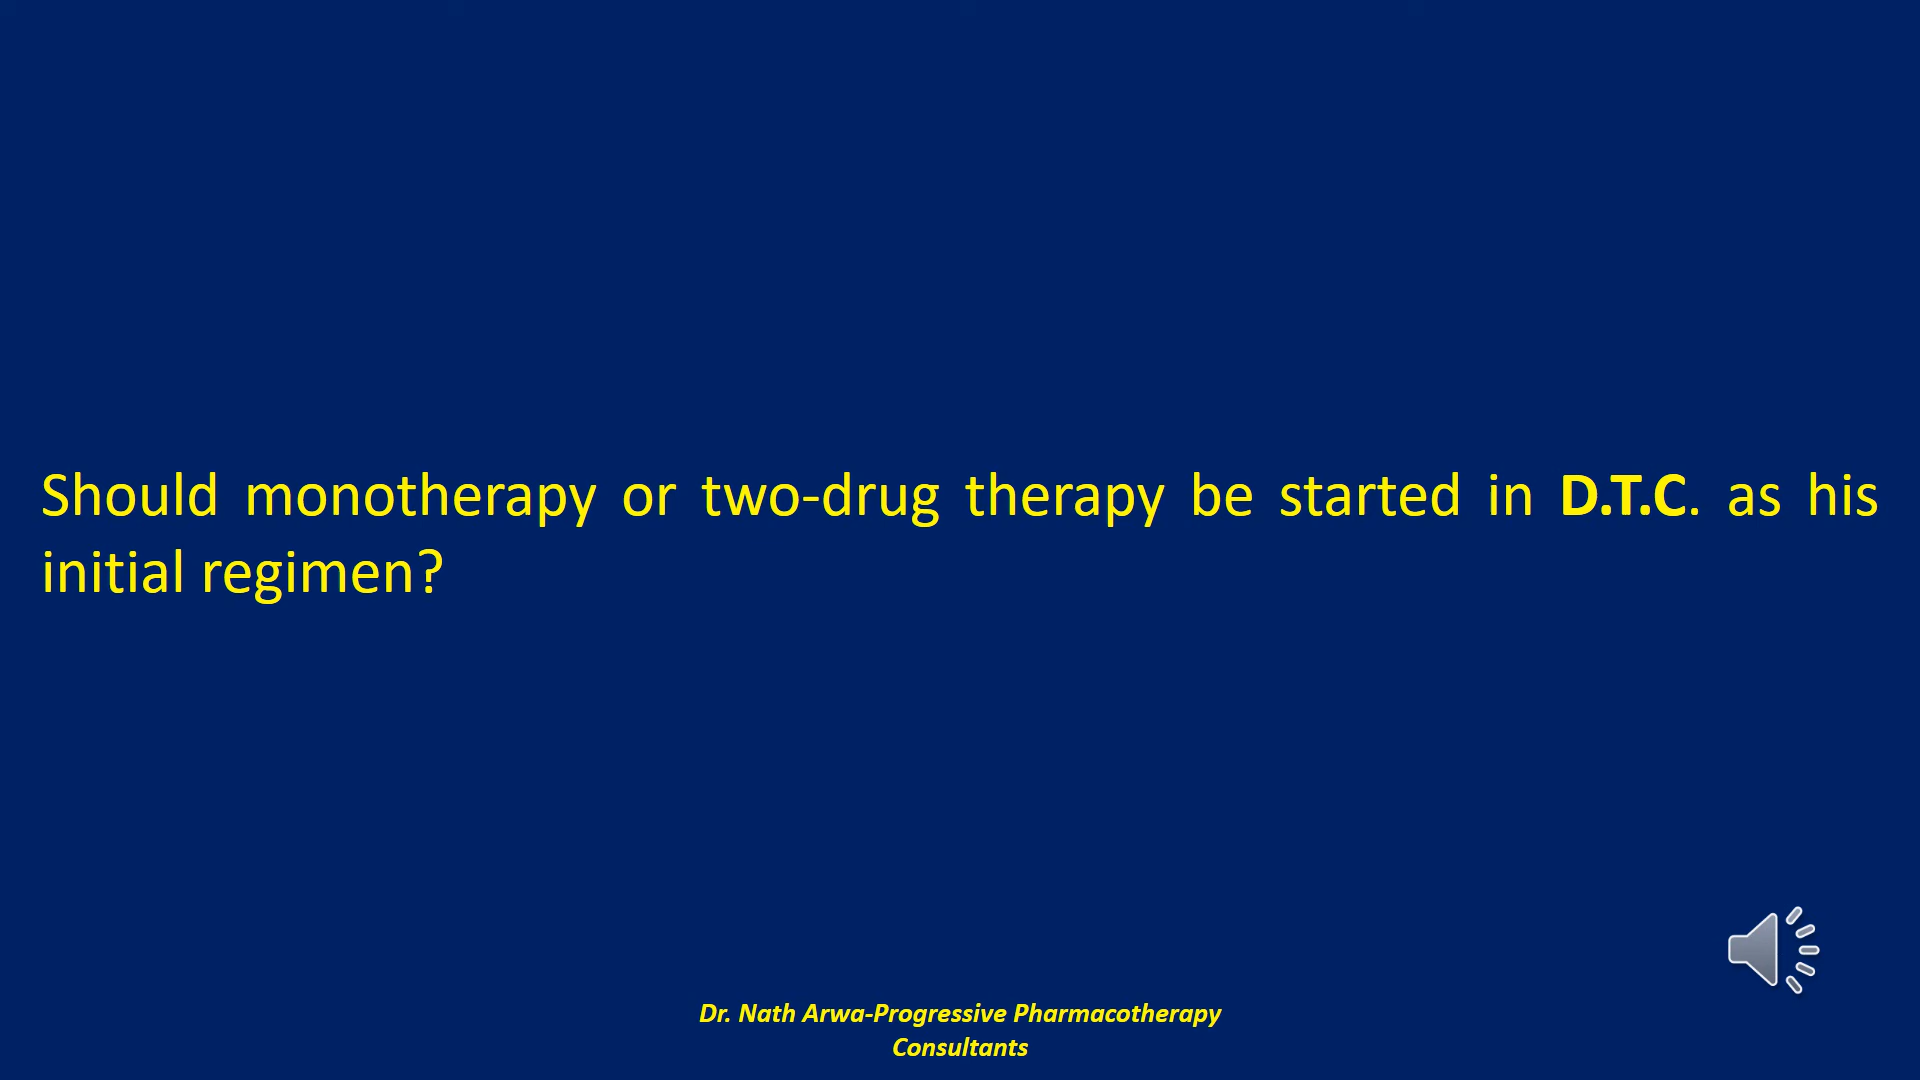 Should monotherapy or two-drug therapy be started in D.T.C. as his
initial regimen?
Dr. Nath Arwa-Progressive Pharmacotherapy
Consultants